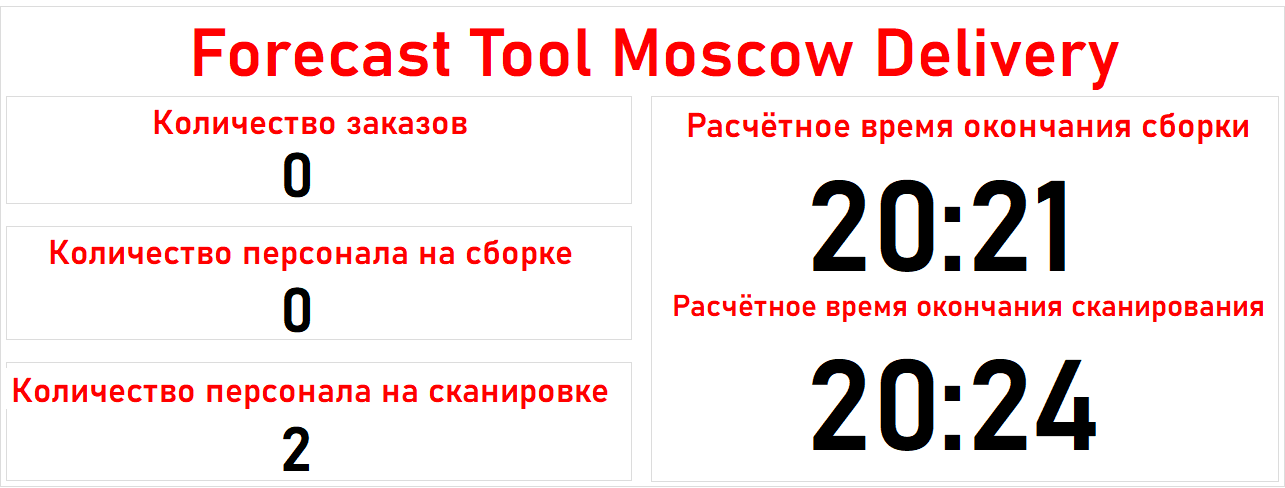 Forecast Tool Moscow Delivery
Количество заказов
0
Количество персонала на сборке
0
Количество персонала на сканировке
2
Расчётное время окончания сборки
20:21
Расчётное время окончания сканирования
20:24